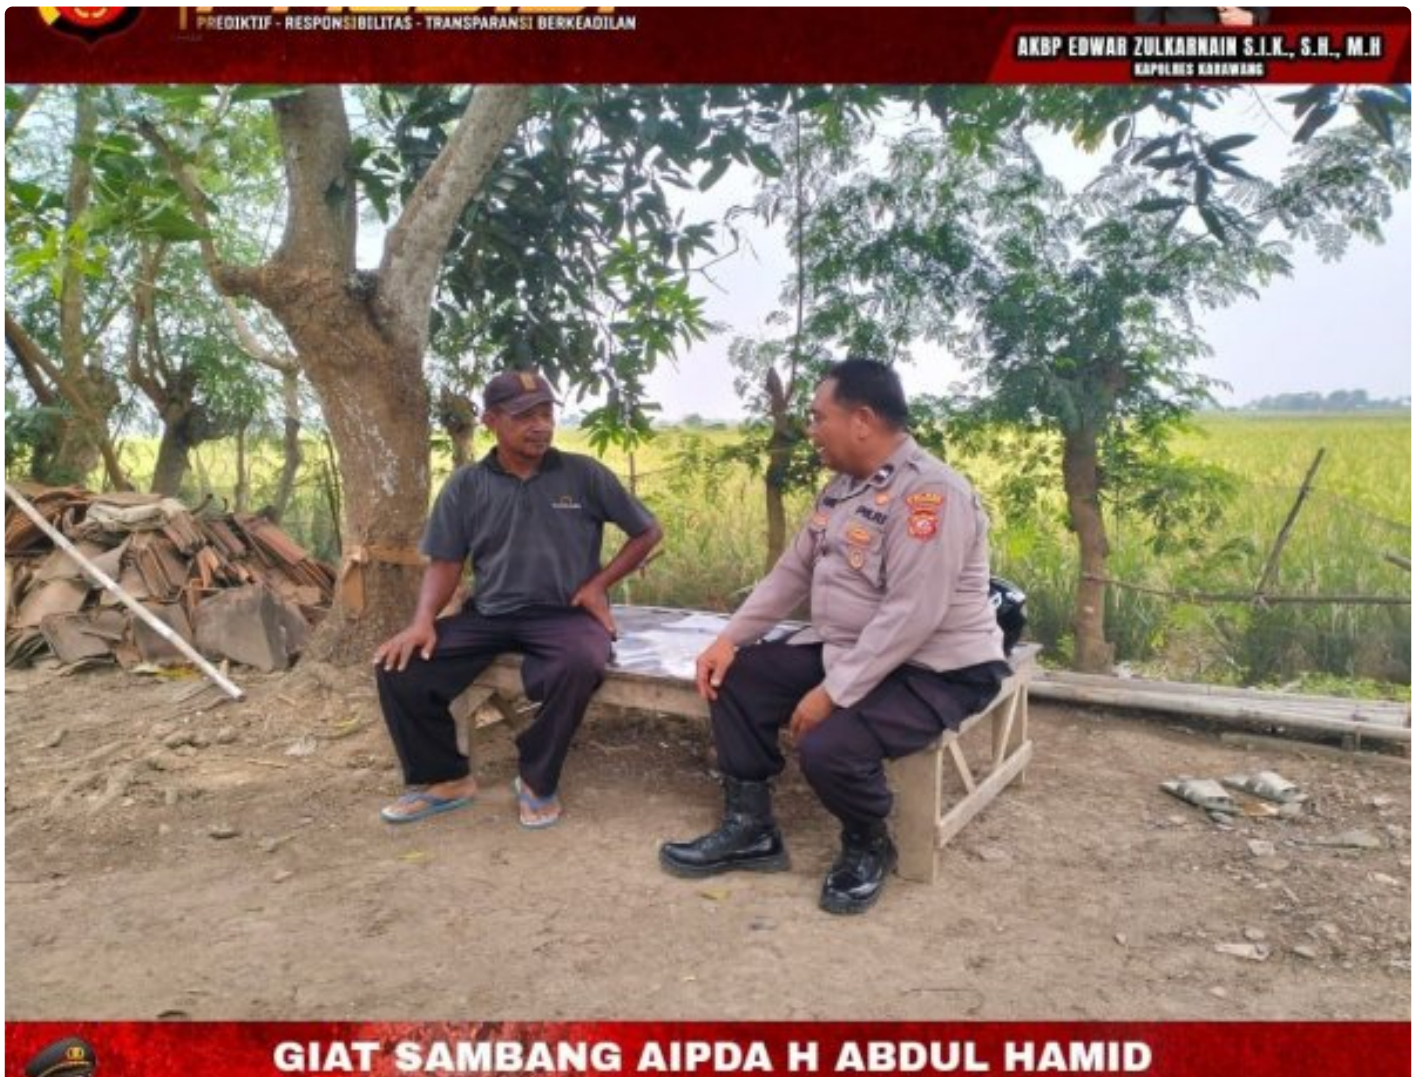 PREDIKTIF - RESPONSIBILITAS - TRANSPARANSI BERKEADILAN
AKBP EDWAR ZULKARNAIN S.I.K., S.H., M.H
KAPOLRES KARAWANG
POLRI
GIAT SAMBANG AIPDA H ABDUL HAMID